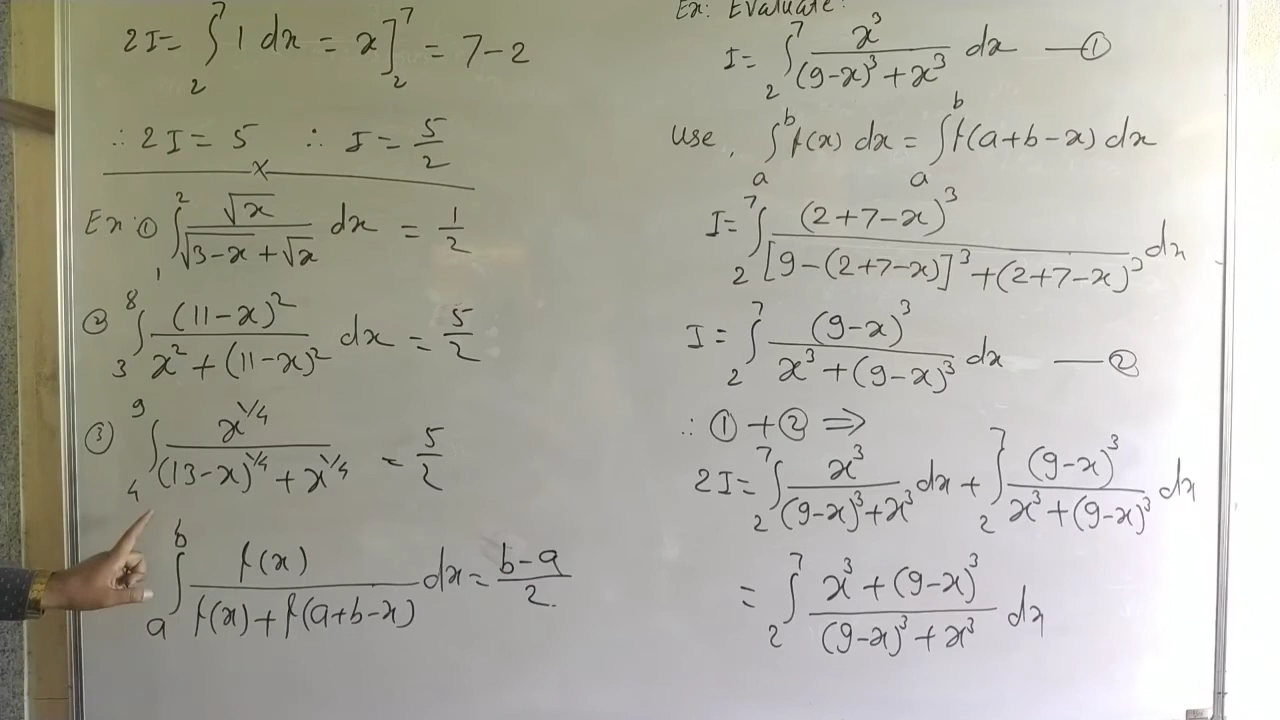 Ex: Evaluate:
I = ∫₂⁷ x³ / ((9-x)³ + x³) dx — ①
Use, ∫ₐᵇ f(x) dx = ∫ₐᵇ f(a+b-x) dx
I = ∫₂⁷ (2+7-x)³ / ([9-(2+7-x)]³ + (2+7-x)³) dx
I = ∫₂⁷ (9-x)³ / (x³ + (9-x)³) dx — ②
∴ ① + ② ⇒
2I = ∫₂⁷ x³ / ((9-x)³ + x³) dx + ∫₂⁷ (9-x)³ / (x³ + (9-x)³) dx
= ∫₂⁷ (x³ + (9-x)³) / ((9-x)³ + x³) dx
2I = ∫₂⁷ 1 dx = x]₂⁷ = 7-2
∴ 2I = 5 ∴ I = 5/2
x
Ex ① ∫₁² √x / (√(3-x) + √x) dx = 1/2
② ∫₃⁸ (11-x)² / (x² + (11-x)²) dx = 5/2
③ ∫₄⁹ x^(1/4) / ((13-x)^(1/4) + x^(1/4)) = 5/2
∫ₐᵇ f(x) / (f(x) + f(a+b-x)) dx = (b-a)/2